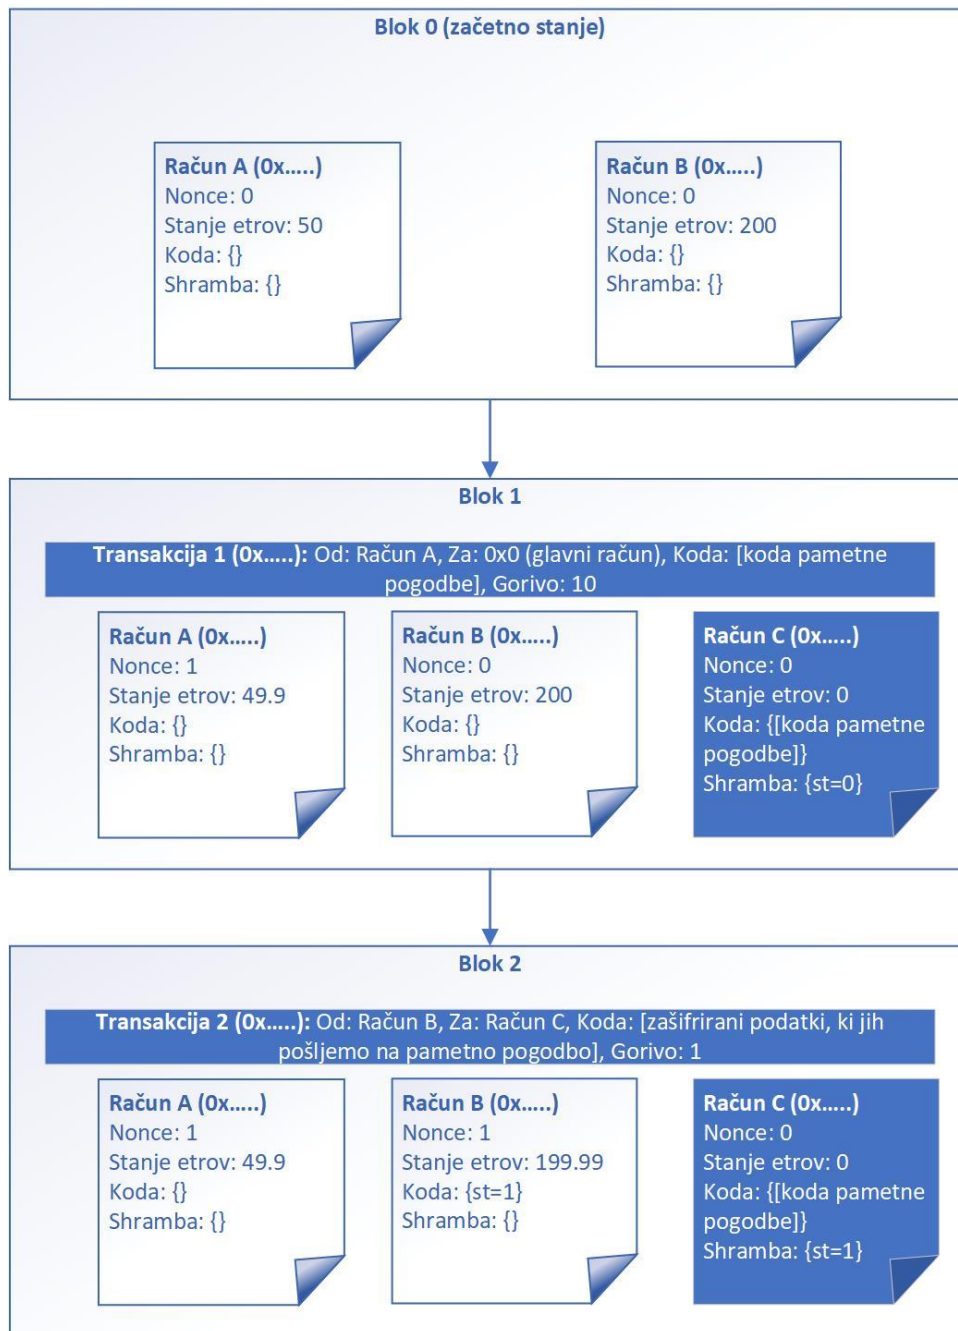 Blok 0 (začetno stanje)
Račun A (0x.....)
Nonce: 0
Stanje etrov: 50
Koda: {}
Shramba: {}
Račun B (0x.....)
Nonce: 0
Stanje etrov: 200
Koda: {}
Shramba: {}
Blok 1
Transakcija 1 (0x.....): Od: Račun A, Za: 0x0 (glavni račun), Koda: [koda pametne
pogodbe], Gorivo: 10
Račun A (0x.....)
Nonce: 1
Stanje etrov: 49.9
Koda: {}
Shramba: {}
Račun B (0x.....)
Nonce: 0
Stanje etrov: 200
Koda: {}
Shramba: {}
Račun C (0x.....)
Nonce: 0
Stanje etrov: 0
Koda: {[koda pametne
pogodbe]}
Shramba: {st=0}
Blok 2
Transakcija 2 (0x.....): Od: Račun B, Za: Račun C, Koda: [zašifrirani podatki, ki jih
pošljemo na pametno pogodbo], Gorivo: 1
Račun A (0x.....)
Nonce: 1
Stanje etrov: 49.9
Koda: {}
Shramba: {}
Račun B (0x.....)
Nonce: 1
Stanje etrov: 199.99
Koda: {st=1}
Shramba: {}
Račun C (0x.....)
Nonce: 0
Stanje etrov: 0
Koda: {[koda pametne
pogodbe]}
Shramba: {st=1}